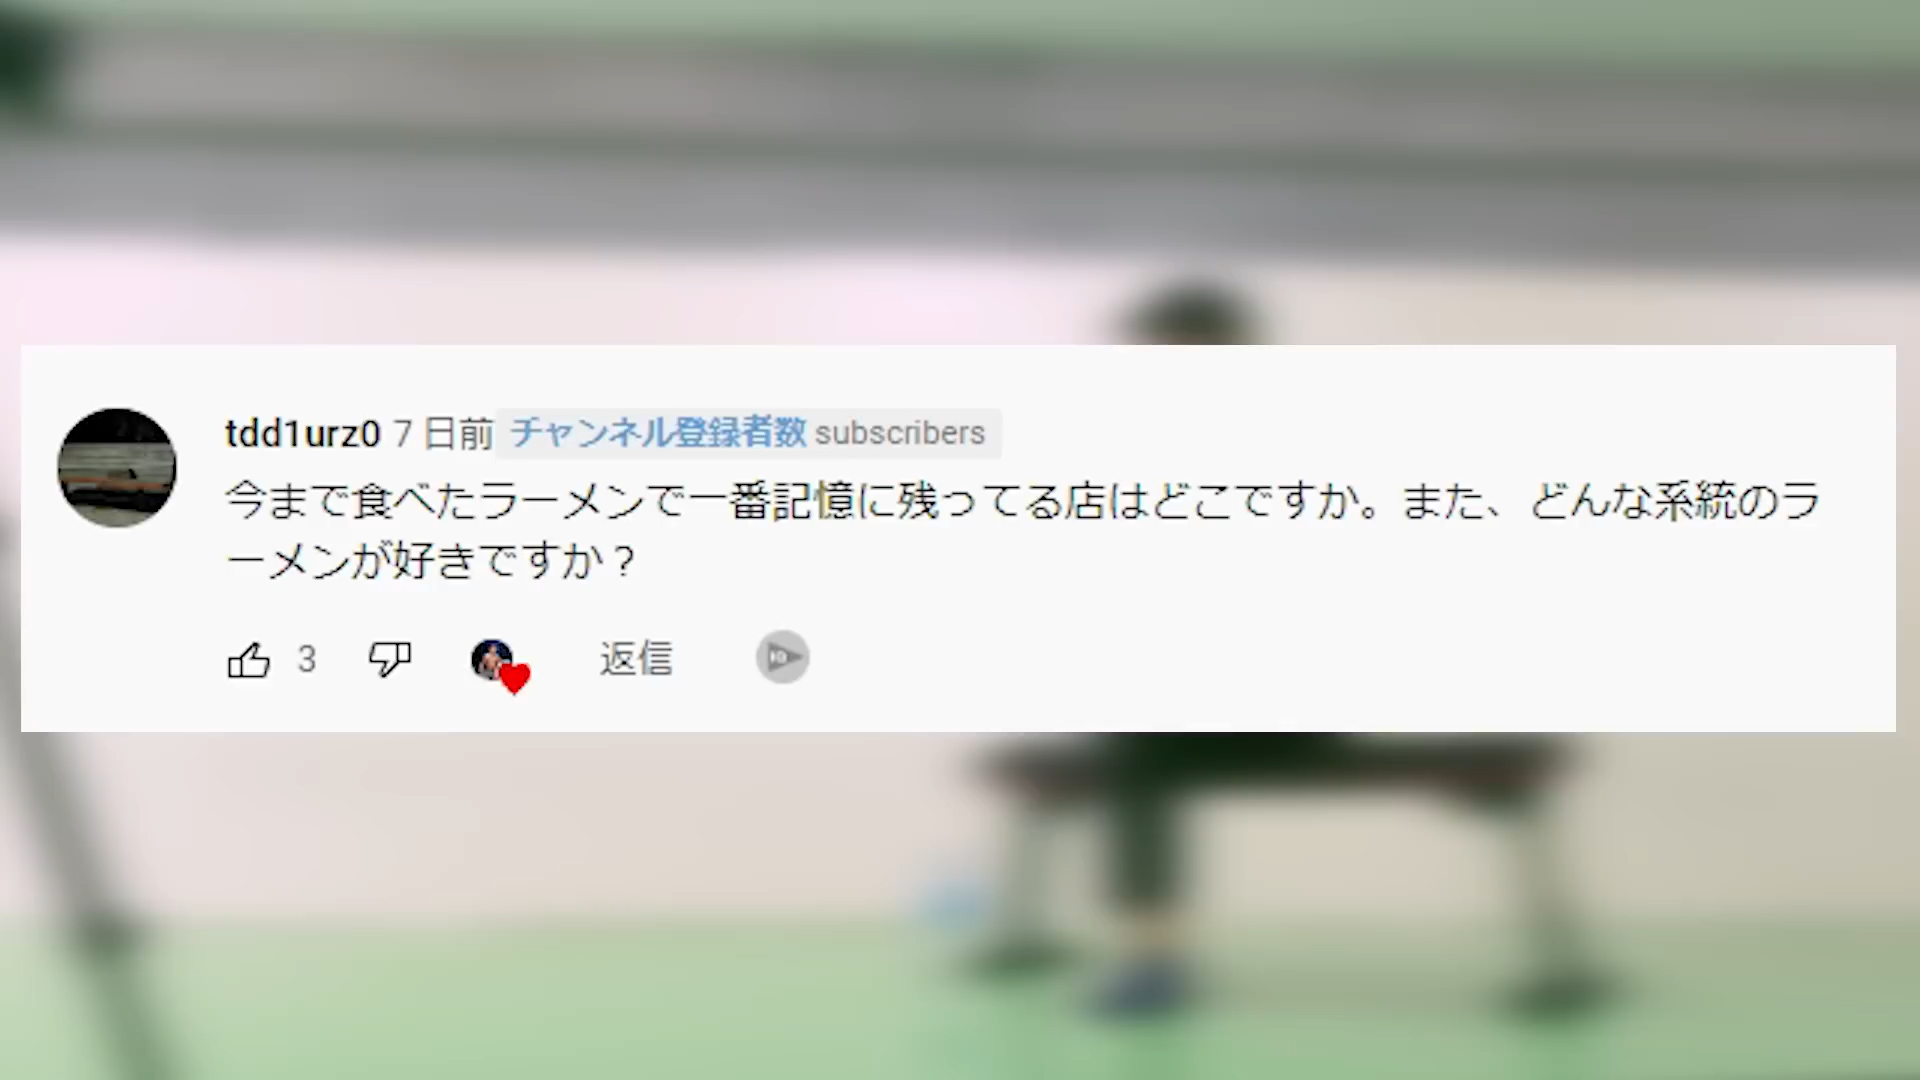 tdd1urz0 7 日前 チャンネル登録者数 subscribers
今まで食べたラーメンで一番記憶に残ってる店はどこですか。また、どんな系統のラ
ーメンが好きですか？
3 返信